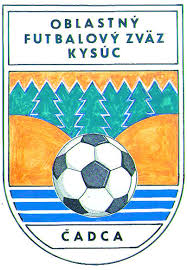 OBLASTNÝ
FUTBALOVÝ ZVÄZ
KYSÚC
ČADCA